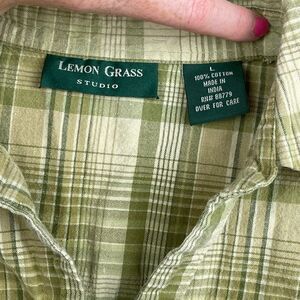 LEMON GRASS
STUDIO
L
100% COTTON
MADE IN
INDIA
RN# 88779
OVER FOR CARE